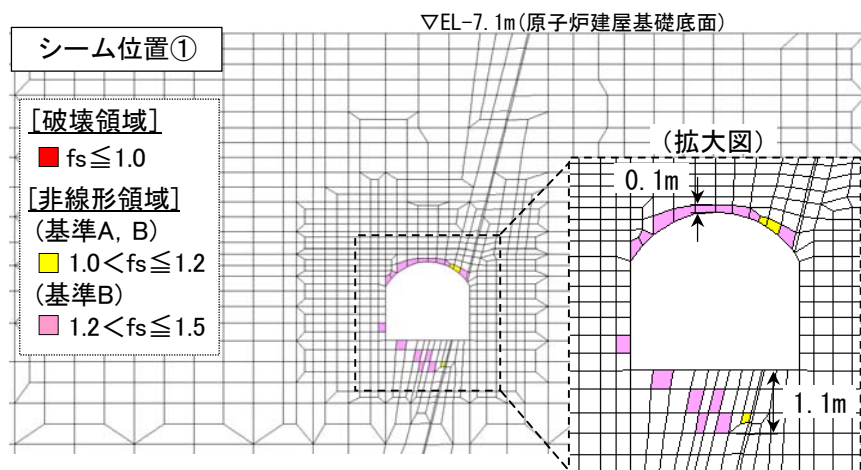 ▽EL-7.1m(原子炉建屋基礎底面)
シーム位置①
[破壊領域]
fs≦1.0
[非線形領域]
(基準A, B)
1.0<fs≦1.2
(基準B)
1.2<fs≦1.5
(拡大図)
0.1m
1.1m